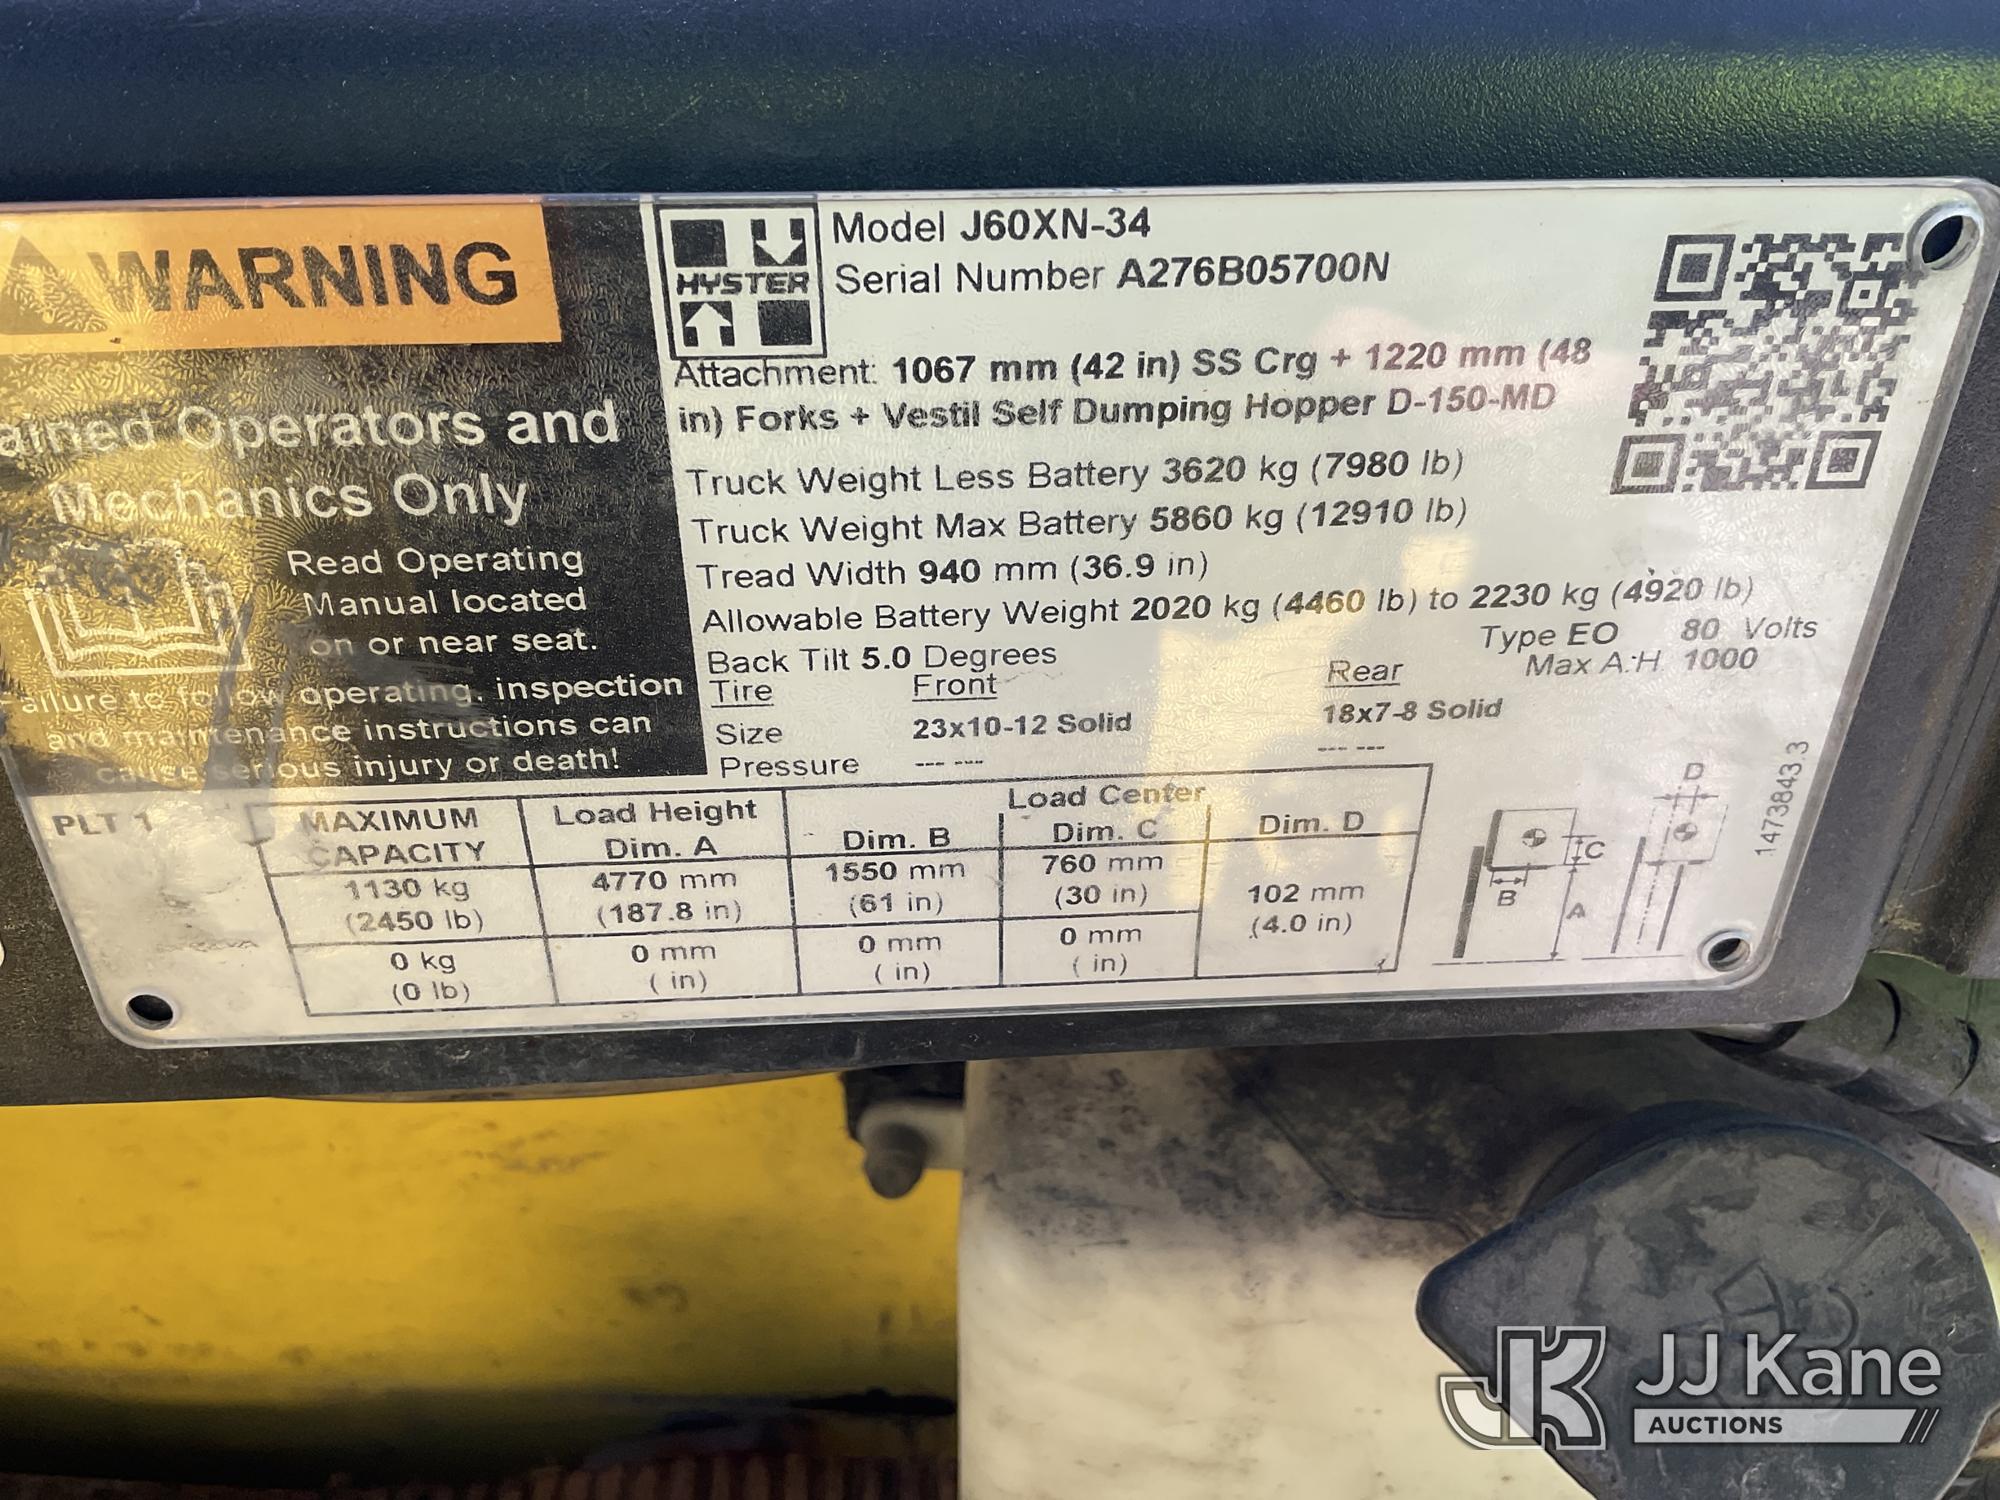 WARNING
Operators and
Mechanics Only
Read Operating
Manual located
on or near seat.
to follow operating, inspection
and maintenance instructions can
cause serious injury or death!
PLT 1
HYSTER
Model J60XN-34
Serial Number A276B05700N
Attachment: 1067 mm (42 in) SS Crg + 1220 mm (48
in) Forks + Vestil Self Dumping Hopper D-150-MD
Truck Weight Less Battery 3620 kg (7980 lb)
Truck Weight Max Battery 5860 kg (12910 lb)
Tread Width 940 mm (36.9 in)
Allowable Battery Weight 2020 kg (4460 lb) to 2230 kg (4920 lb)
Back Tilt 5.0 Degrees Type EO 80 Volts
Max A.H. 1000
Tire Front Rear
Size 23x10-12 Solid 18x7-8 Solid
Pressure --- --- --- ---
MAXIMUM Load Height Load Center
CAPACITY Dim. A Dim. B Dim. C Dim. D
1130 kg 4770 mm 1550 mm 760 mm 102 mm
(2450 lb) (187.8 in) (61 in) (30 in) (4.0 in)
0 kg 0 mm 0 mm 0 mm
(0 lb) ( in) ( in) ( in)
D
C
B
A
14738433
JK JJ Kane
AUCTIONS